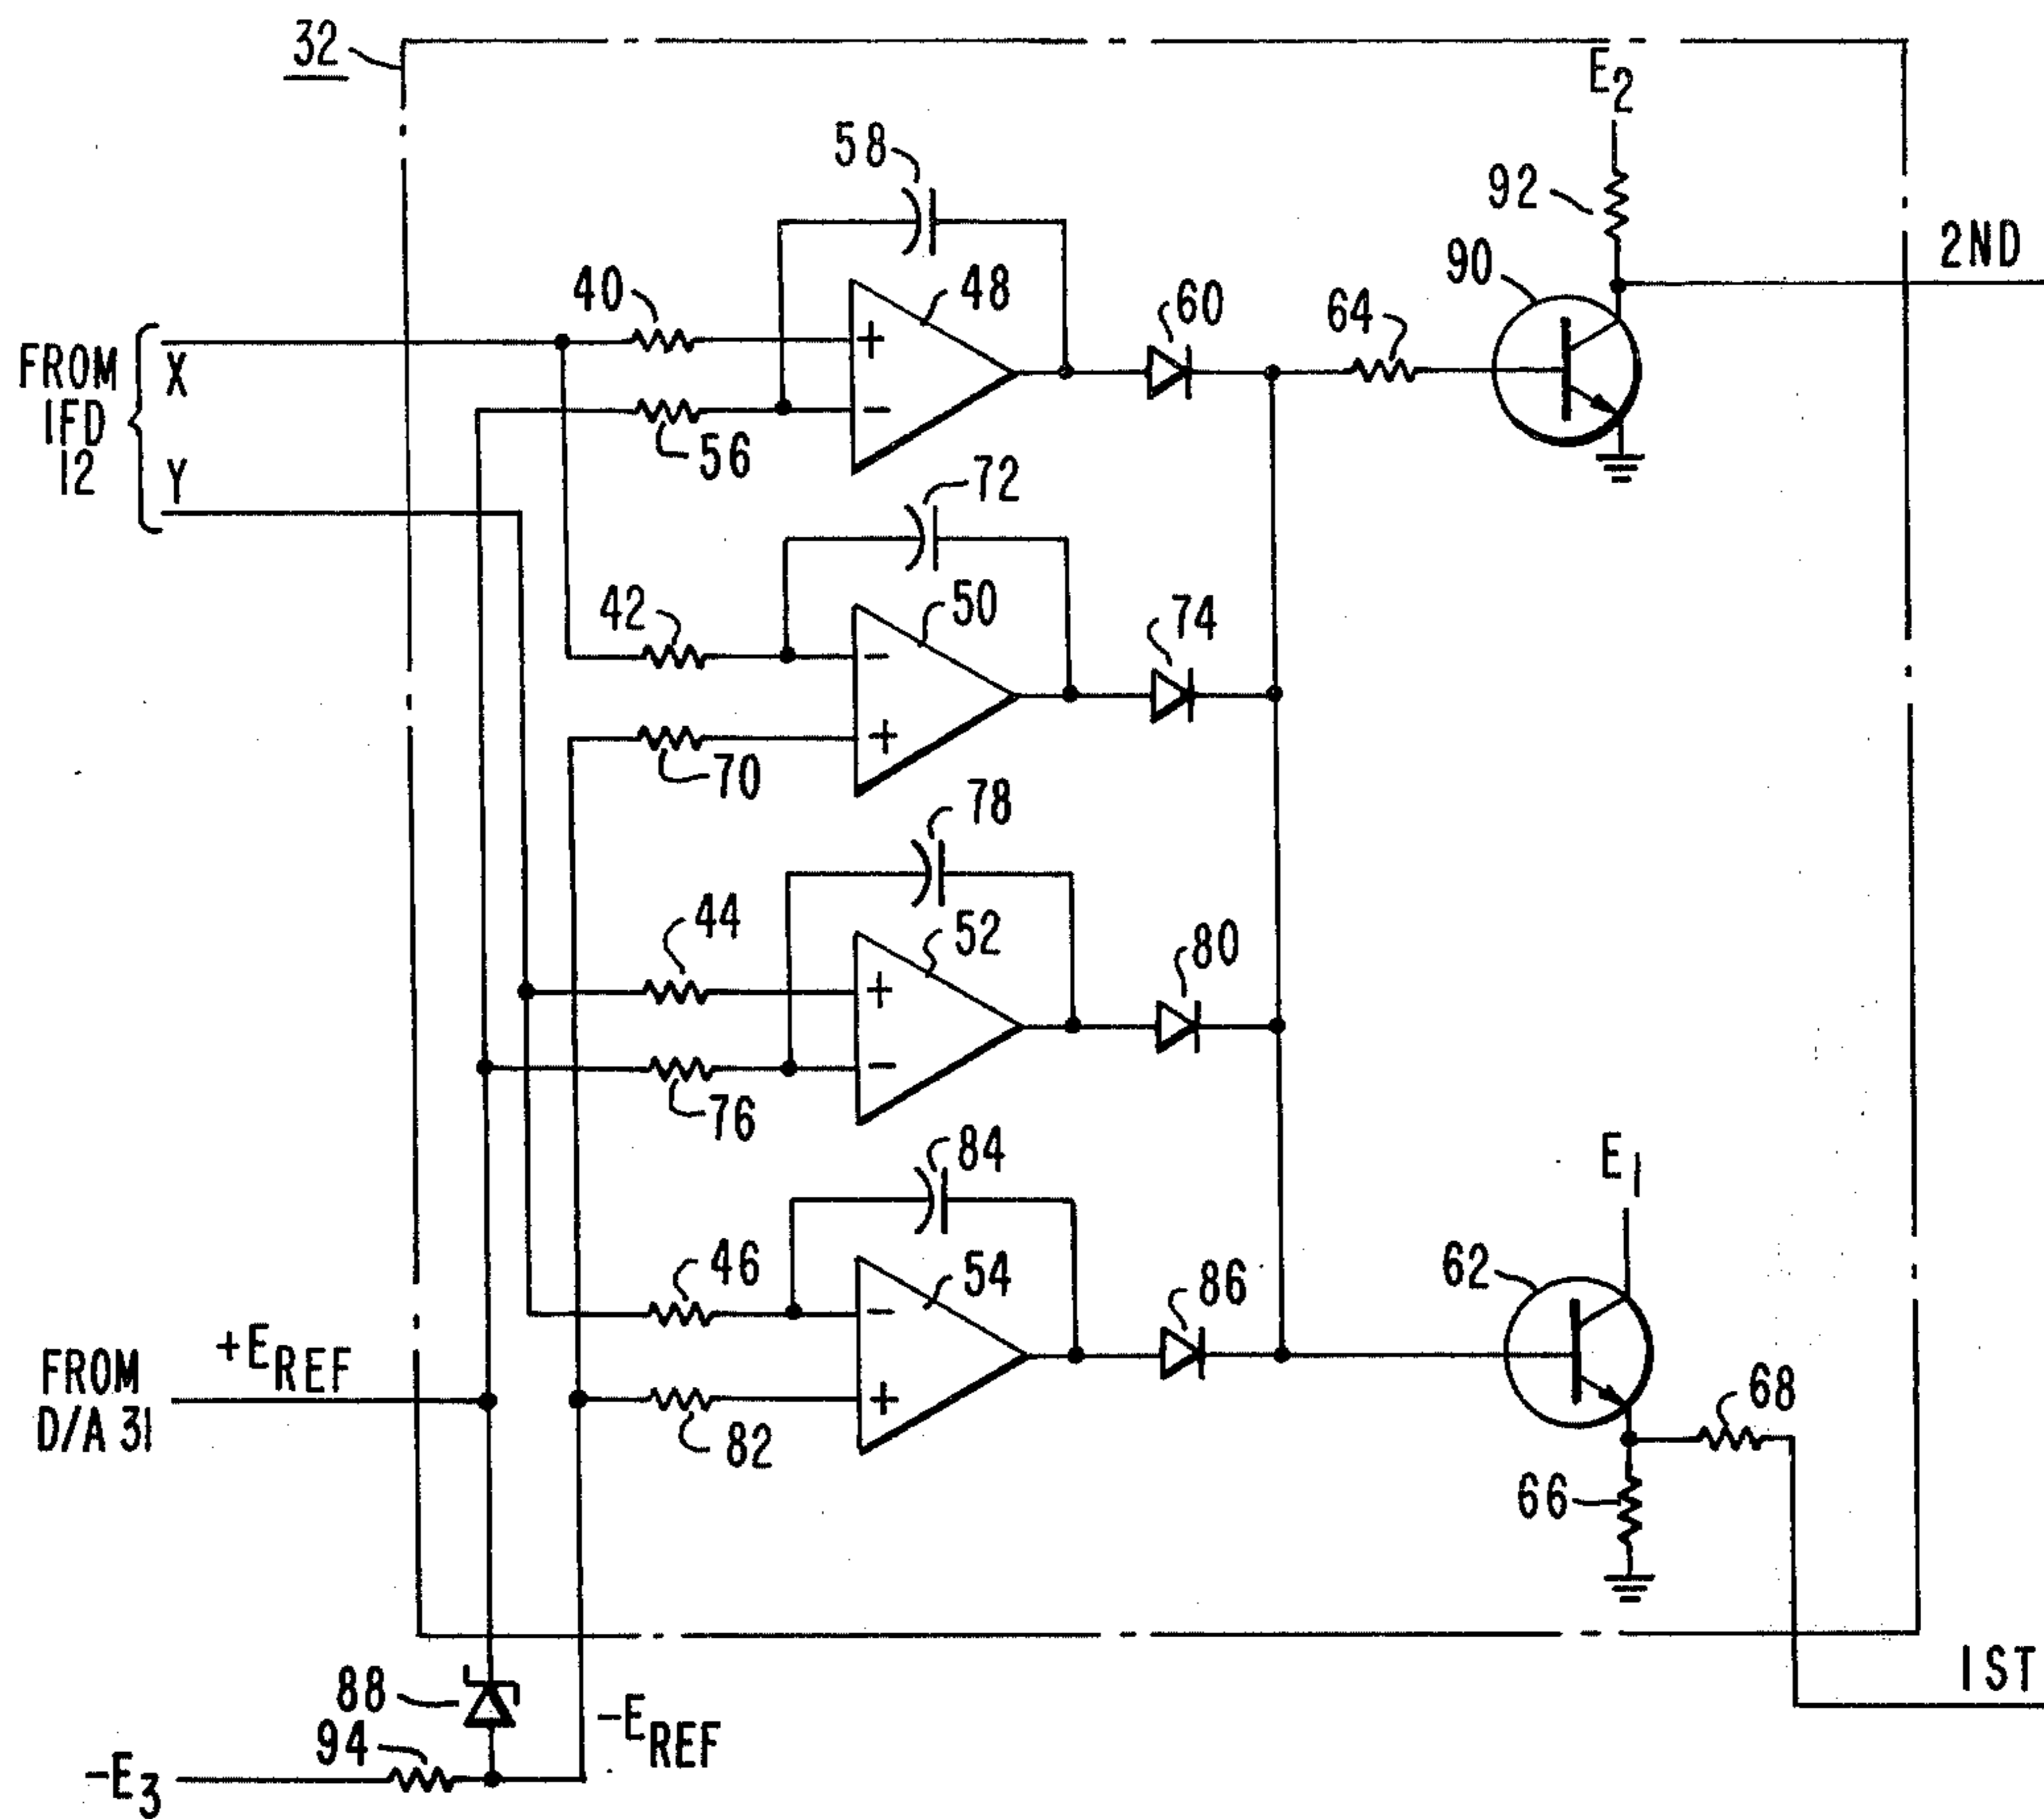 32
E2
58
92
2ND
90
40
48
60
64
FROM
IFD
12
X
Y
+
-
56
72
42
50
74
-
+
70
78
44
52
80
+
-
76
84
E1
46
54
86
62
-
+
82
68
66
FROM
D/A 31
+EREF
1ST
88
94
-EREF
-E3